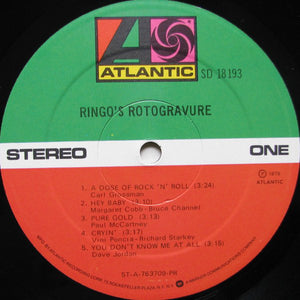 ATLANTIC
SD 18193
RINGO'S ROTOGRAVURE
STEREO
ONE
1. A DOSE OF ROCK "N" ROLL (3:24)
Carl Grossman
2. HEY BABY (3:10)
Margaret Cobb-Bruce Channel
3. PURE GOLD (3:13)
Paul McCartney
4. CRYIN' (3:17)
Vini Poncia-Richard Starkey
5. YOU DON'T KNOW ME AT ALL (3:15)
Dave Jordan
℗ 1976
ATLANTIC
ST-A-763709-PR